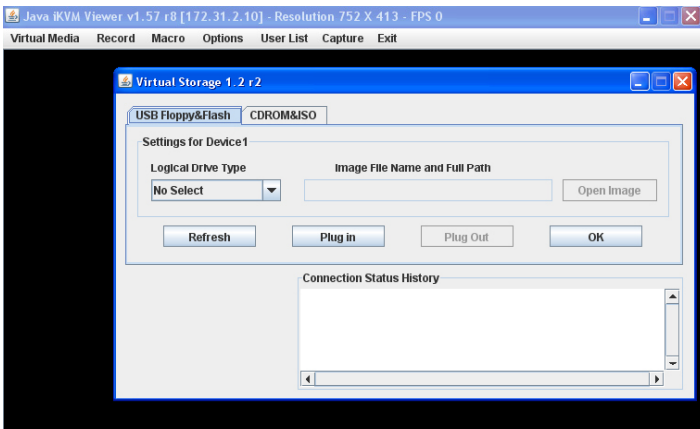 Java iKVM Viewer v1.57 r8 [172.31.2.10] - Resolution 752 X 413 - FPS 0
Virtual Media Record Macro Options User List Capture Exit
Virtual Storage 1.2 r2
USB Floppy&Flash CDROM&ISO
Settings for Device1
Logical Drive Type Image File Name and Full Path
No Select Open Image
Refresh Plug in Plug Out OK
Connection Status History